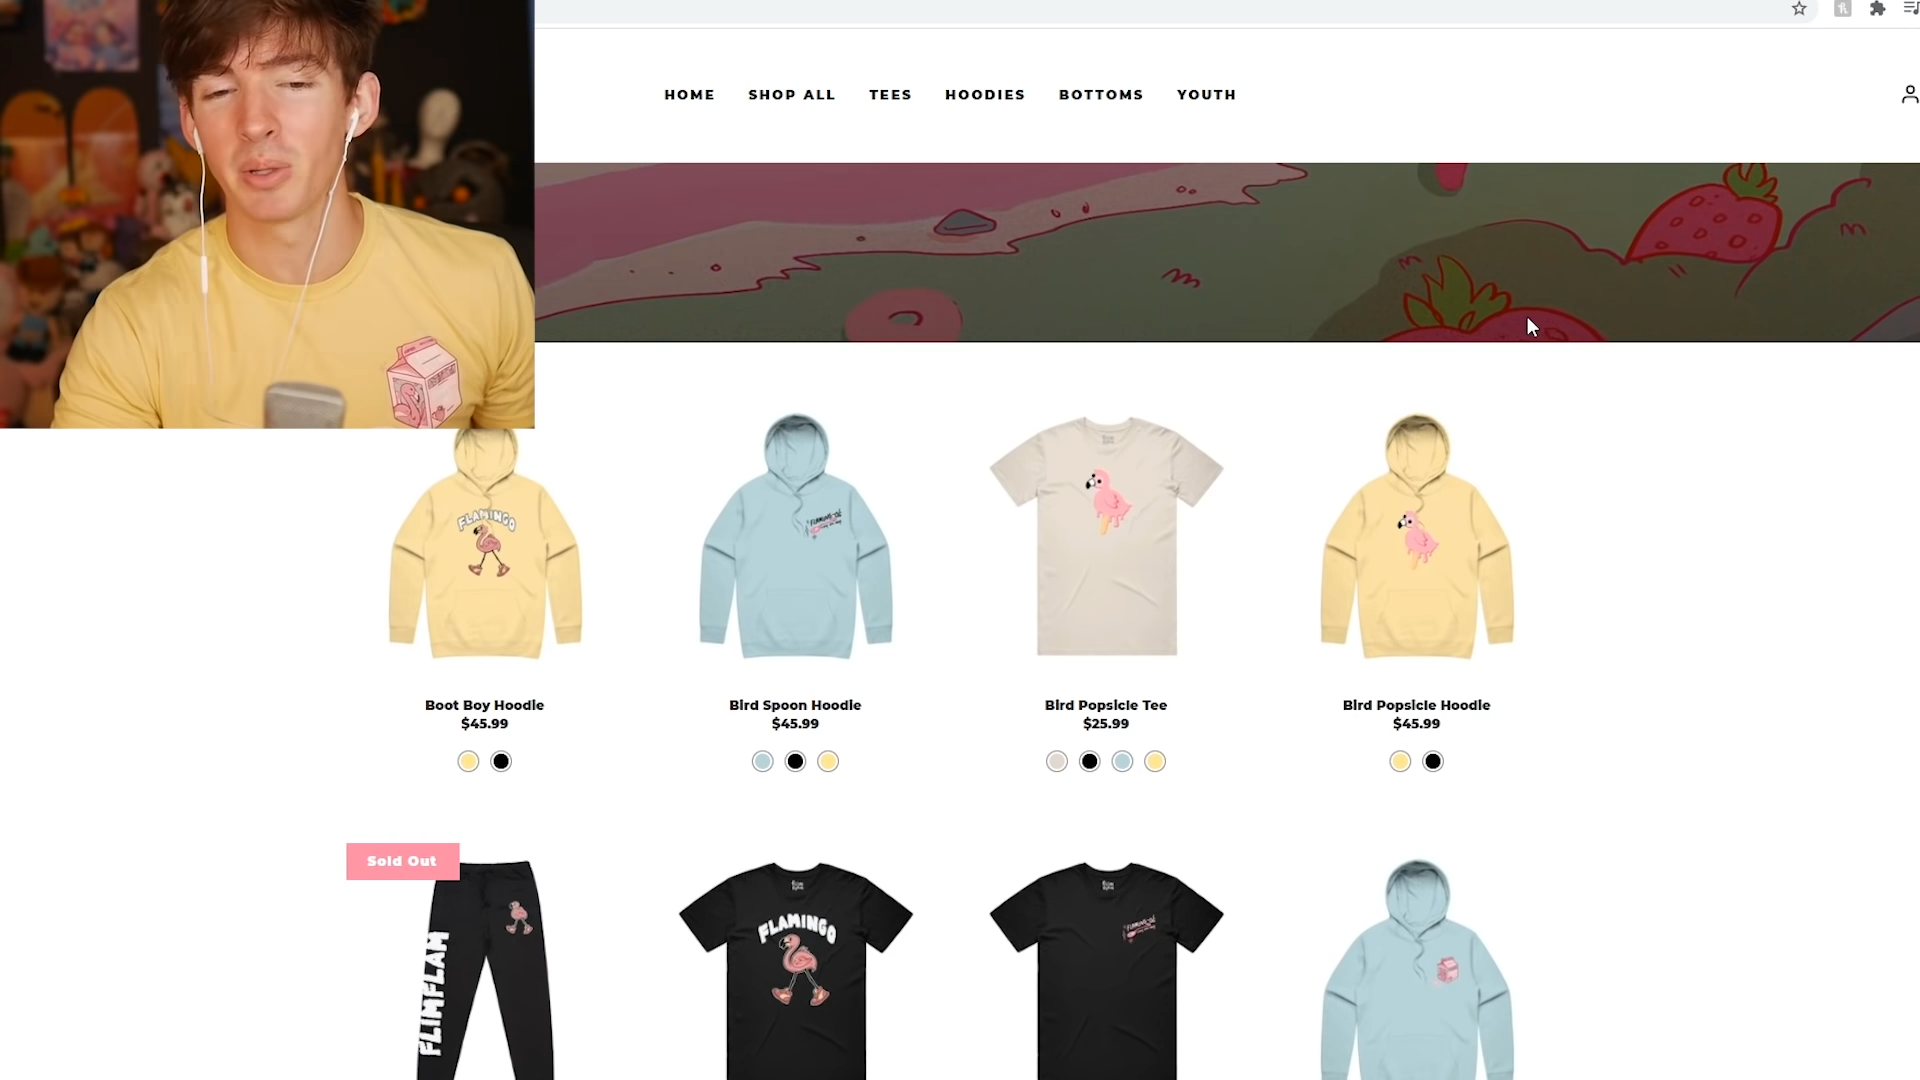 HOME SHOP ALL TEES HOODIES BOTTOMS YOUTH
FLAMINGO
Boot Boy Hoodie
$45.99
Bird Spoon Hoodie
$45.99
Bird Popsicle Tee
$25.99
Bird Popsicle Hoodie
$45.99
Sold Out
FLIMFLAM
FLAMINGO